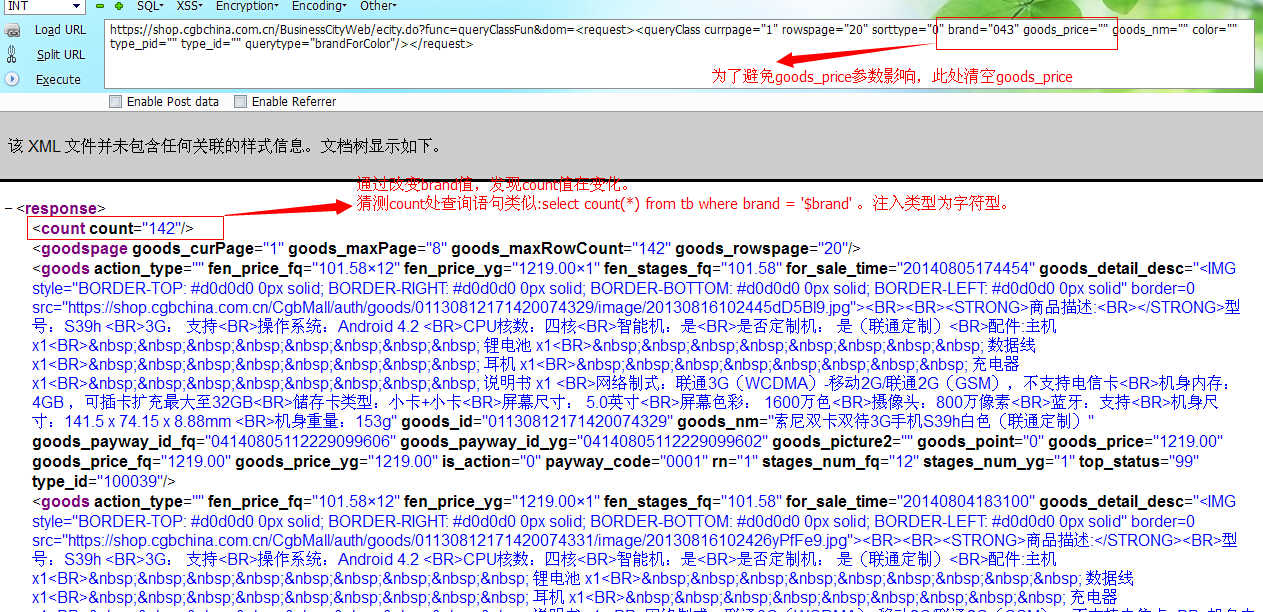 INT SQL- XSS- Encryption- Encoding- Other-
Load URL
Split URL
Execute
https://shop.cgbchina.com.cn/BusinessCityWeb/ecity.do?func=queryClassFun&dom=<request><queryClass currpage="1" rowspage="20" sorttype="0" brand="043" goods_price="" goods_nm="" color=""
type_pid="" type_id="" querytype="brandForColor"/></request>
为了避免goods_price参数影响，此处清空goods_price
Enable Post data Enable Referrer
该 XML 文件并未包含任何关联的样式信息。文档树显示如下。
通过改变brand值，发现count值在变化。
猜测count处查询语句类似:select count(*) from tb where brand = '$brand' 。注入类型为字符型。
−<response>
<count count="142"/>
<goodspage goods_curPage="1" goods_maxPage="8" goods_maxRowCount="142" goods_rowspage="20"/>
<goods action_type="" fen_price_fq="101.58×12" fen_price_yg="1219.00×1" fen_stages_fq="101.58" for_sale_time="20140805174454" goods_detail_desc="<IMG
style="BORDER-TOP: #d0d0d0 0px solid; BORDER-RIGHT: #d0d0d0 0px solid; BORDER-BOTTOM: #d0d0d0 0px solid; BORDER-LEFT: #d0d0d0 0px solid" border=0
src="https://shop.cgbchina.com.cn/CgbMall/auth/goods/01130812171420074329/image/20130816102445dD5Bl9.jpg"><BR><BR><STRONG>商品描述:<BR></STRONG>型
号：S39h <BR>3G： 支持<BR>操作系统：Android 4.2 <BR>CPU核数：四核<BR>智能机：是<BR>是否定制机： 是（联通定制）<BR>配件:主机
x1<BR>&nbsp;&nbsp;&nbsp;&nbsp;&nbsp;&nbsp;&nbsp;&nbsp; 锂电池 x1<BR>&nbsp;&nbsp;&nbsp;&nbsp;&nbsp;&nbsp;&nbsp;&nbsp; 数据线
x1<BR>&nbsp;&nbsp;&nbsp;&nbsp;&nbsp;&nbsp;&nbsp;&nbsp; 耳机 x1<BR>&nbsp;&nbsp;&nbsp;&nbsp;&nbsp;&nbsp;&nbsp;&nbsp; 充电器
x1<BR>&nbsp;&nbsp;&nbsp;&nbsp;&nbsp;&nbsp;&nbsp;&nbsp; 说明书 x1 <BR>网络制式：联通3G（WCDMA）-移动2G/联通2G（GSM），不支持电信卡<BR>机身内存：
4GB ，可插卡扩充最大至32GB<BR>储存卡类型：小卡+小卡<BR>屏幕尺寸： 5.0英寸<BR>屏幕色彩： 1600万色<BR>摄像头：800万像素<BR>蓝牙：支持<BR>机身尺
寸：141.5 x 74.15 x 8.88mm <BR>机身重量：153g" goods_id="01130812171420074329" goods_nm="索尼双卡双待3G手机S39h白色（联通定制）"
goods_payway_id_fq="04140805112229099606" goods_payway_id_yg="04140805112229099602" goods_picture2="" goods_point="0" goods_price="1219.00"
goods_price_fq="1219.00" goods_price_yg="1219.00" is_action="0" payway_code="0001" rn="1" stages_num_fq="12" stages_num_yg="1" top_status="99"
type_id="100039"/>
<goods action_type="" fen_price_fq="101.58×12" fen_price_yg="1219.00×1" fen_stages_fq="101.58" for_sale_time="20140804183100" goods_detail_desc="<IMG
style="BORDER-TOP: #d0d0d0 0px solid; BORDER-RIGHT: #d0d0d0 0px solid; BORDER-BOTTOM: #d0d0d0 0px solid; BORDER-LEFT: #d0d0d0 0px solid" border=0
src="https://shop.cgbchina.com.cn/CgbMall/auth/goods/01130812171420074331/image/20130816102426yPfFe9.jpg"><BR><BR><STRONG>商品描述:</STRONG><BR>型
号：S39h <BR>3G： 支持<BR>操作系统：Android 4.2 <BR>CPU核数：四核<BR>智能机：是<BR>是否定制机： 是（联通定制）<BR>配件:主机
x1<BR>&nbsp;&nbsp;&nbsp;&nbsp;&nbsp;&nbsp;&nbsp;&nbsp;&nbsp; 锂电池 x1<BR>&nbsp;&nbsp;&nbsp;&nbsp;&nbsp;&nbsp;&nbsp;&nbsp;&nbsp; 数据线
x1<BR>&nbsp;&nbsp;&nbsp;&nbsp;&nbsp;&nbsp;&nbsp;&nbsp;&nbsp; 耳机 x1<BR>&nbsp;&nbsp;&nbsp;&nbsp;&nbsp;&nbsp;&nbsp;&nbsp;&nbsp; 充电器